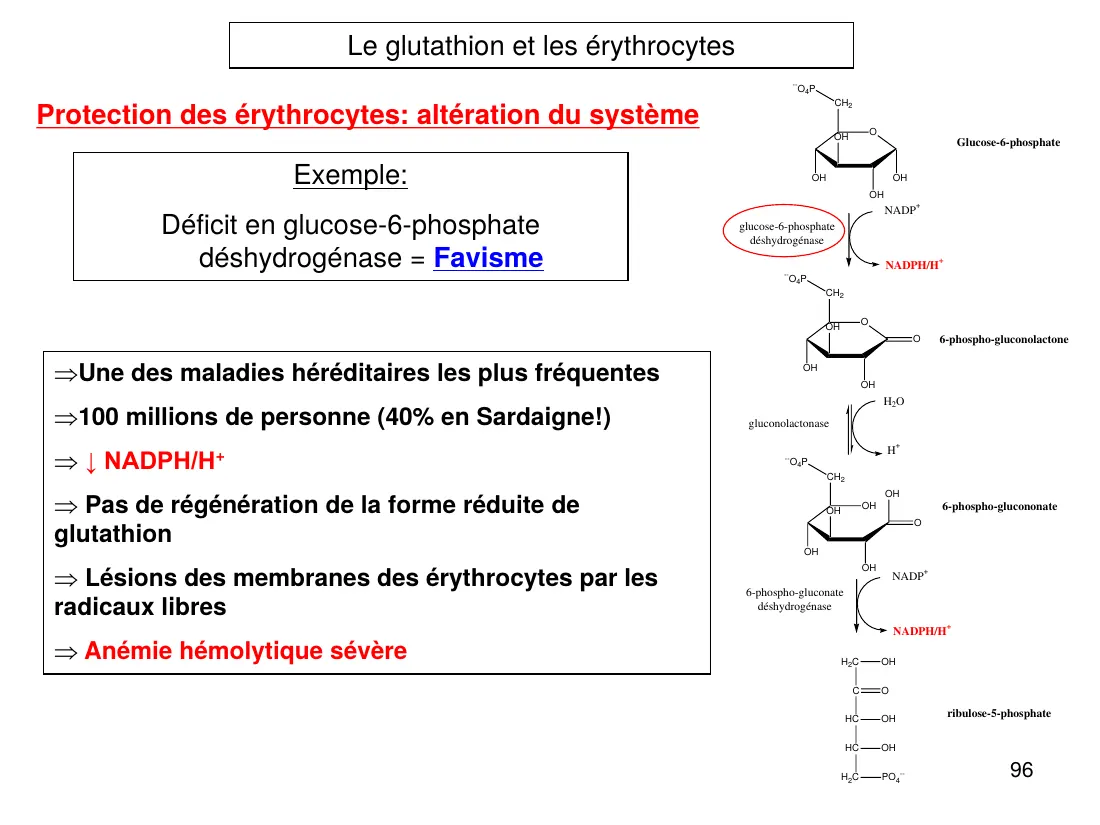 Le glutathion et les érythrocytes
Protection des érythrocytes: altération du système
Exemple:
Déficit en glucose-6-phosphate
déshydrogénase = Favisme
⇒Une des maladies héréditaires les plus fréquentes
⇒100 millions de personne (40% en Sardaigne!)
⇒ ↓ NADPH/H⁺
⇒ Pas de régénération de la forme réduite de
glutathion
⇒ Lésions des membranes des érythrocytes par les
radicaux libres
⇒ Anémie hémolytique sévère
⁻⁻O₄P
CH₂
OH
O
OH
OH
OH
Glucose-6-phosphate
NADP⁺
glucose-6-phosphate
déshydrogénase
NADPH/H⁺
⁻⁻O₄P
CH₂
OH
O
O
OH
OH
6-phospho-gluconolactone
H₂O
gluconolactonase
H⁺
⁻⁻O₄P
CH₂
OH
OH
OH
O
OH
OH
6-phospho-glucononate
NADP⁺
6-phospho-gluconate
déshydrogénase
NADPH/H⁺
H₂C OH
C O
HC OH
HC OH
H₂C PO₄⁻⁻
ribulose-5-phosphate
96